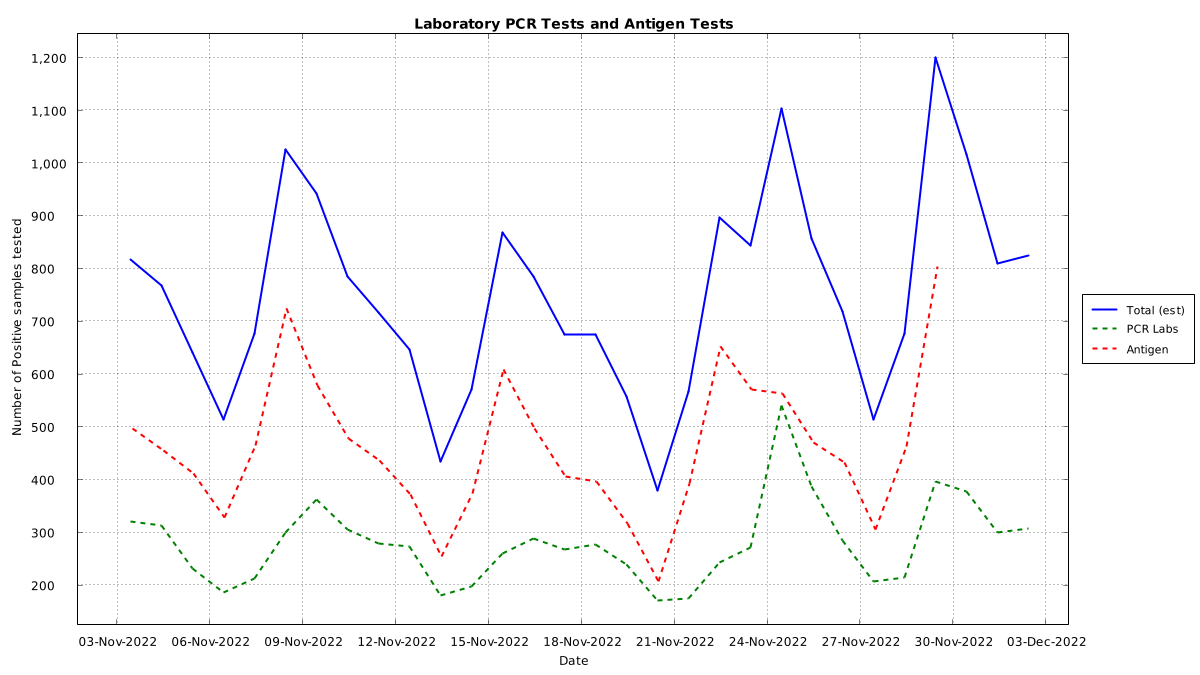 Laboratory PCR Tests and Antigen Tests
1,200
1,100
1,000
900
800
700
600
500
400
300
200
Number of Positive samples tested
03-Nov-2022 06-Nov-2022 09-Nov-2022 12-Nov-2022 15-Nov-2022 18-Nov-2022 21-Nov-2022 24-Nov-2022 27-Nov-2022 30-Nov-2022 03-Dec-2022
Date
Total (est)
PCR Labs
Antigen